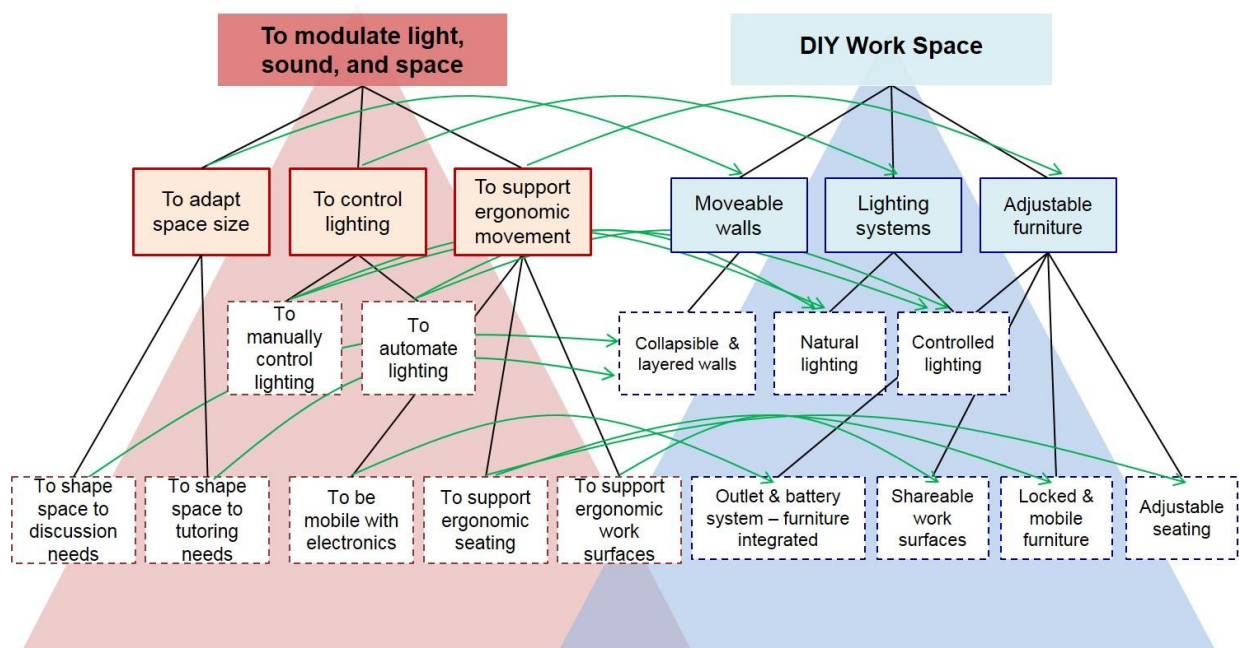 To modulate light,
sound, and space
DIY Work Space
To adapt
space size
To control
lighting
To support
ergonomic
movement
Moveable
walls
Lighting
systems
Adjustable
furniture
To
manually
control
lighting
To
automate
lighting
Collapsible &
layered walls
Natural
lighting
Controlled
lighting
To shape
space to
discussion
needs
To shape
space to
tutoring
needs
To be
mobile with
electronics
To support
ergonomic
seating
To support
ergonomic
work
surfaces
Outlet & battery
system – furniture
integrated
Shareable
work
surfaces
Locked &
mobile
furniture
Adjustable
seating